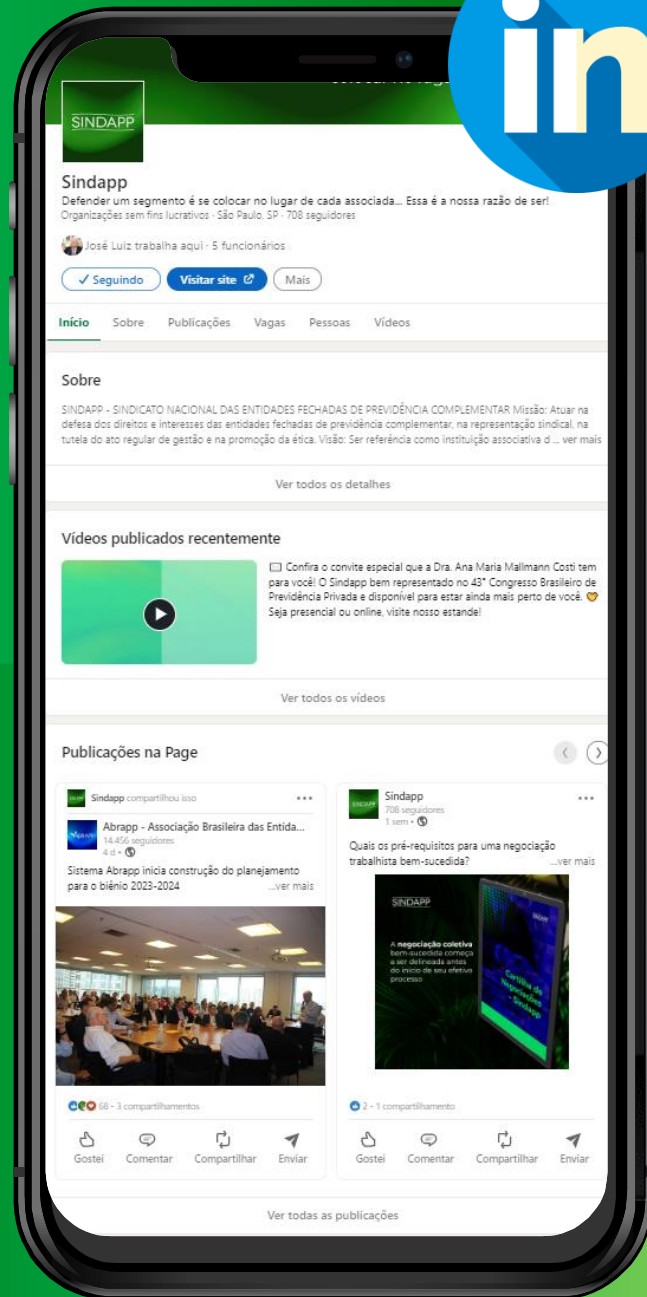 in
SINDAPP
Sindapp
Defender um segmento é se colocar no lugar de cada associada... Essa é a nossa razão de ser!
Organizações sem fins lucrativos · São Paulo, SP · 708 seguidores
José Luiz trabalha aqui · 5 funcionários
Seguindo
Visitar site
Mais
Início Sobre Publicações Vagas Pessoas Vídeos
Sobre
SINDAPP - SINDICATO NACIONAL DAS ENTIDADES FECHADAS DE PREVIDÊNCIA COMPLEMENTAR Missão: Atuar na
defesa dos direitos e interesses das entidades fechadas de previdência complementar, na representação sindical, na
tutela do ato regular de gestão e na promoção da ética. Visão: Ser referência como instituição associativa d ... ver mais
Ver todos os detalhes
Vídeos publicados recentemente
Confira o convite especial que a Dra. Ana Maria Mallmann Costi tem
para você! O Sindapp bem representado no 43° Congresso Brasileiro de
Previdência Privada e disponível para estar ainda mais perto de você.
Seja presencial ou online, visite nosso estande!
Ver todos os vídeos
Publicações na Page
Sindapp compartilhou isso
Abrapp
Abrapp - Associação Brasileira das Entida...
14.456 seguidores
4 d
Sistema Abrapp inicia construção do planejamento
para o biênio 2023-2024 ...ver mais
68 · 3 compartilhamentos
Gostei Comentar Compartilhar Enviar
SINDAPP
Sindapp
708 seguidores
1 sem
Quais os pré-requisitos para uma negociação
trabalhista bem-sucedida? ...ver mais
SINDAPP
A negociação coletiva
bem-sucedida começa
a ser delineada antes
do início de seu efetivo
processo
Cartilha de
Negociações
- Sindapp
2 · 1 compartilhamento
Gostei Comentar Compartilhar Enviar
Ver todas as publicações